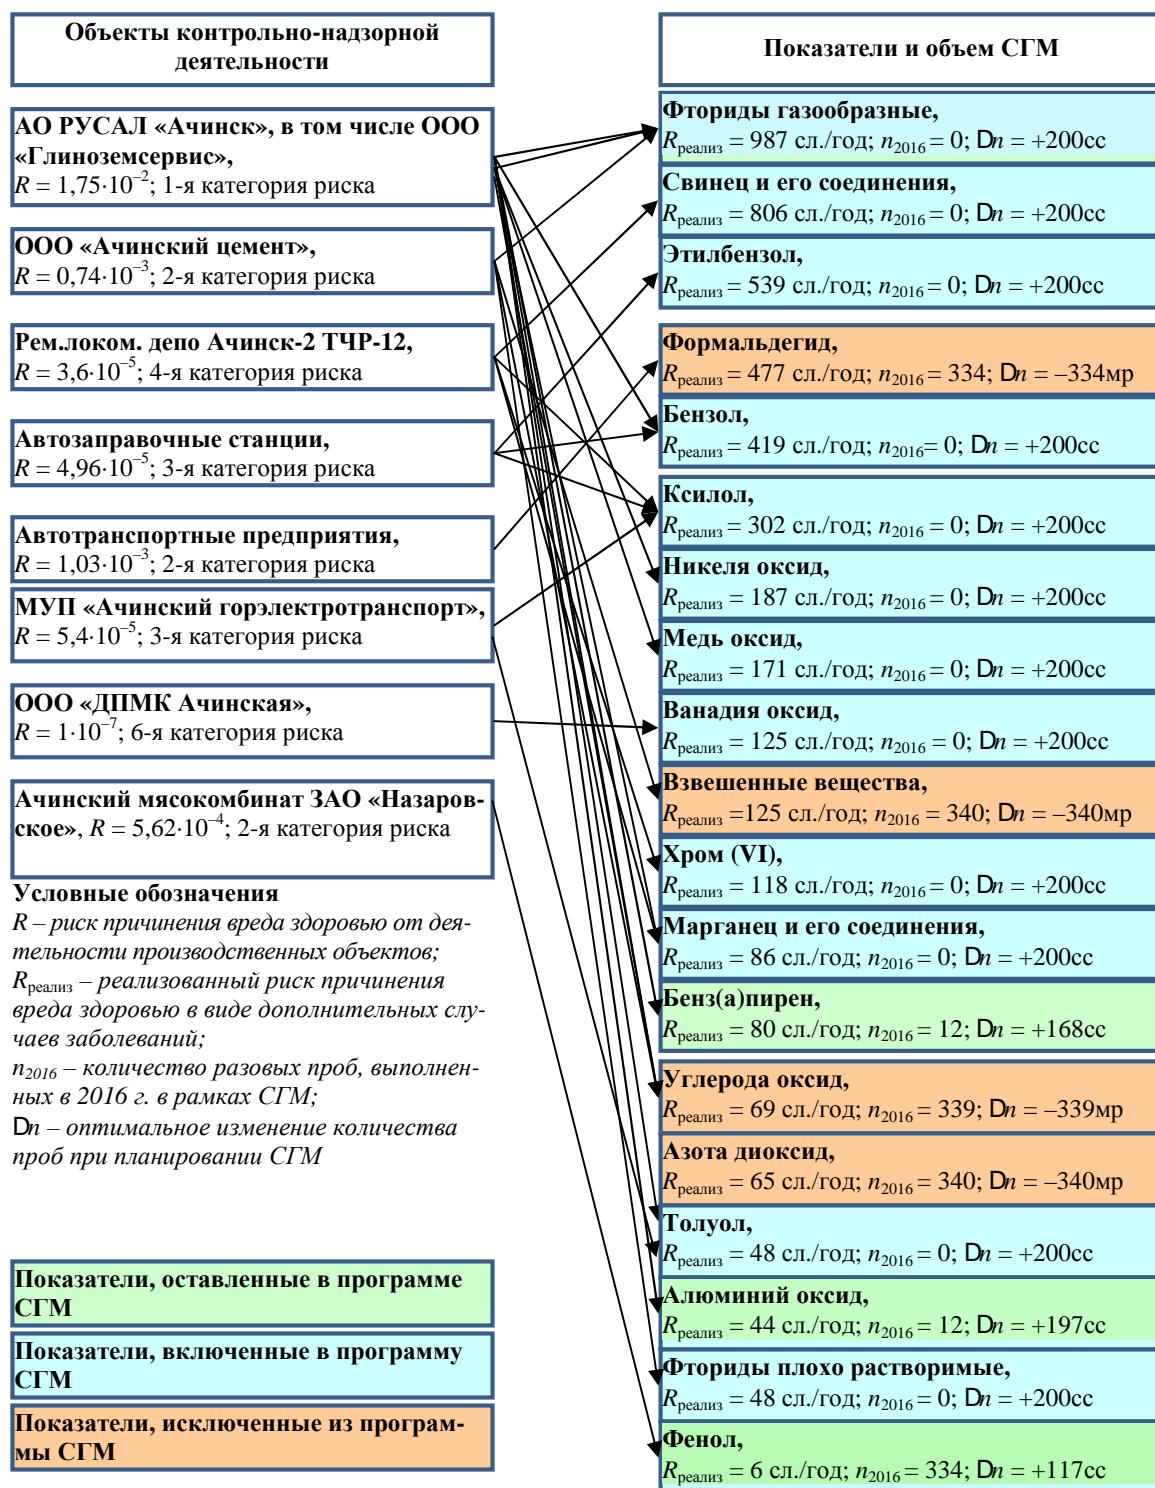 Объекты контрольно-надзорной
деятельности
АО РУСАЛ «Ачинск», в том числе ООО
«Глиноземсервис»,
R = 1,75·10⁻²; 1-я категория риска
ООО «Ачинский цемент»,
R = 0,74·10⁻³; 2-я категория риска
Рем.локом. депо Ачинск-2 ТЧР-12,
R = 3,6·10⁻⁵; 4-я категория риска
Автозаправочные станции,
R = 4,96·10⁻⁵; 3-я категория риска
Автотранспортные предприятия,
R = 1,03·10⁻³; 2-я категория риска
МУП «Ачинский горэлектротранспорт»,
R = 5,4·10⁻⁵; 3-я категория риска
ООО «ДПМК Ачинская»,
R = 1·10⁻⁷; 6-я категория риска
Ачинский мясокомбинат ЗАО «Назаров-
ское», R = 5,62·10⁻⁴; 2-я категория риска
Условные обозначения
R – риск причинения вреда здоровью от дея-
тельности производственных объектов;
Rреализ – реализованный риск причинения
вреда здоровью в виде дополнительных слу-
чаев заболеваний;
n2016 – количество разовых проб, выполнен-
ных в 2016 г. в рамках СГМ;
Dn – оптимальное изменение количества
проб при планировании СГМ
Показатели, оставленные в программе
СГМ
Показатели, включенные в программу
СГМ
Показатели, исключенные из програм-
мы СГМ
Показатели и объем СГМ
Фториды газообразные,
Rреализ = 987 сл./год; n2016 = 0; Dn = +200сс
Свинец и его соединения,
Rреализ = 806 сл./год; n2016 = 0; Dn = +200сс
Этилбензол,
Rреализ = 539 сл./год; n2016 = 0; Dn = +200сс
Формальдегид,
Rреализ = 477 сл./год; n2016 = 334; Dn = –334мр
Бензол,
Rреализ = 419 сл./год; n2016= 0; Dn = +200сс
Ксилол,
Rреализ = 302 сл./год; n2016 = 0; Dn = +200сс
Никеля оксид,
Rреализ = 187 сл./год; n2016 = 0; Dn = +200сс
Медь оксид,
Rреализ = 171 сл./год; n2016 = 0; Dn = +200сс
Ванадия оксид,
Rреализ = 125 сл./год; n2016 = 0; Dn = +200сс
Взвешенные вещества,
Rреализ =125 сл./год; n2016 = 340; Dn = –340мр
Хром (VI),
Rреализ = 118 сл./год; n2016 = 0; Dn = +200сс
Марганец и его соединения,
Rреализ = 86 сл./год; n2016 = 0; Dn = +200сс
Бенз(а)пирен,
Rреализ = 80 сл./год; n2016 = 12; Dn = +168сс
Углерода оксид,
Rреализ = 69 сл./год; n2016 = 339; Dn = –339мр
Азота диоксид,
Rреализ = 65 сл./год; n2016 = 340; Dn = –340мр
Толуол,
Rреализ = 48 сл./год; n2016 = 0; Dn = +200сс
Алюминий оксид,
Rреализ = 44 сл./год; n2016 = 12; Dn = +197сс
Фториды плохо растворимые,
Rреализ = 48 сл./год; n2016 = 0; Dn = +200сс
Фенол,
Rреализ = 6 сл./год; n2016 = 334; Dn = +117сс